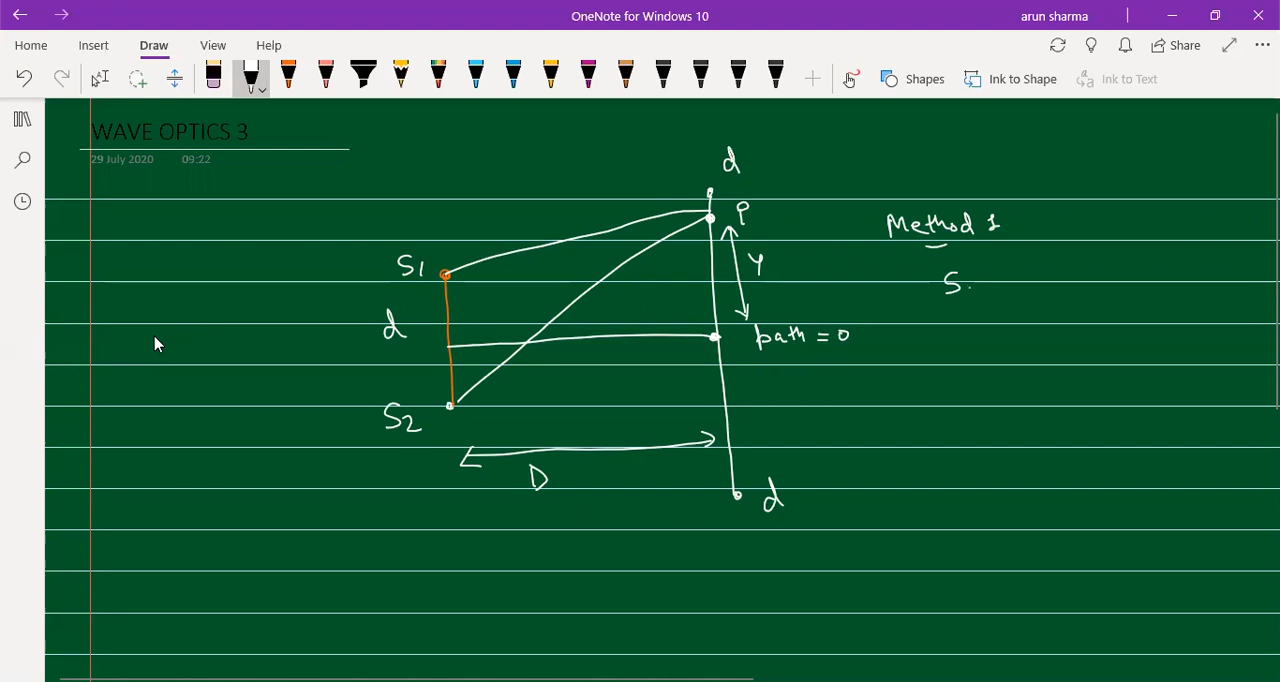 OneNote for Windows 10
arun sharma
Home Insert Draw View Help
Share
Shapes
Ink to Shape
Ink to Text
WAVE OPTICS 3
29 July 2020 09:22
d
P
Method 1
S1
y
S
d
path = 0
S2
D
d